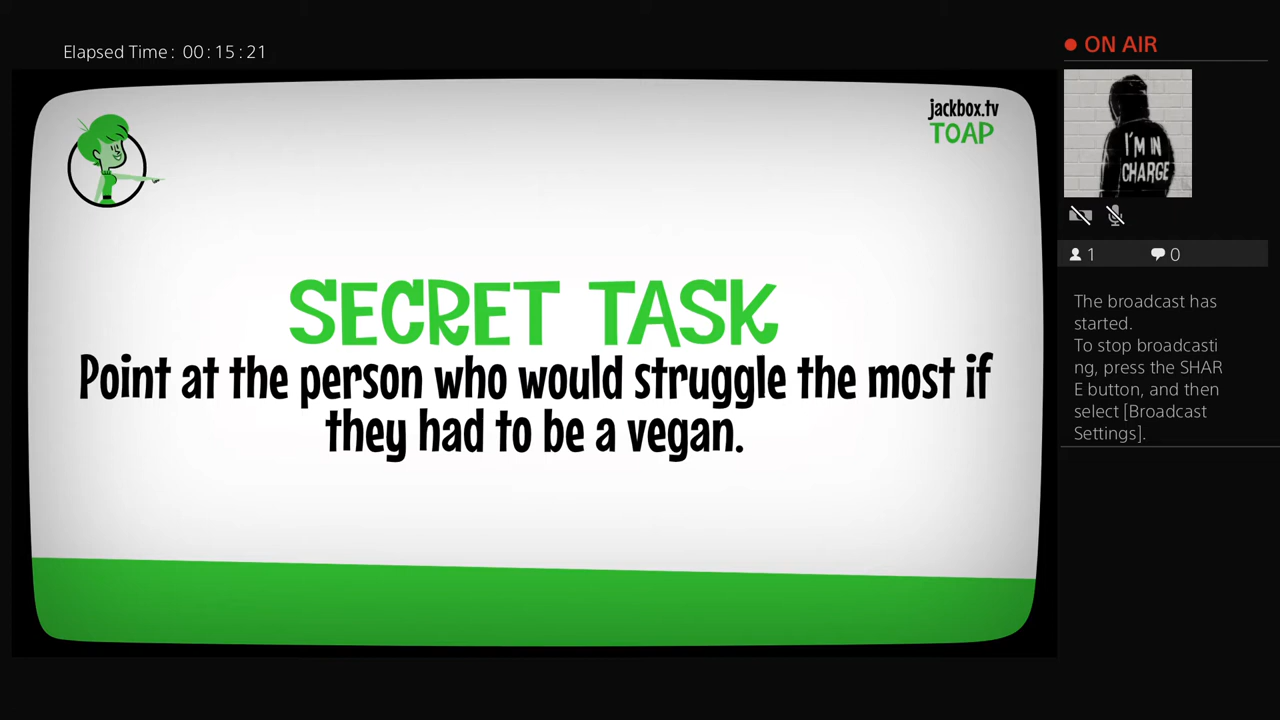 Elapsed Time: 00:15:21
ON AIR
jackbox.tv
TOAP
I'M IN
CHARGE
1 0
SECRET TASK
Point at the person who would struggle the most if
they had to be a vegan.
The broadcast has
started.
To stop broadcasti
ng, press the SHAR
E button, and then
select [Broadcast
Settings].